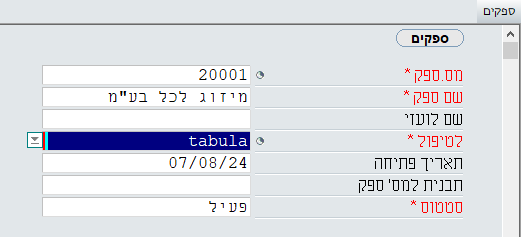 ספקים
ספקים
מס.ספק * 20001
שם ספק * מיזוג לכל בע"מ
שם לועזי
לטיפול * tabula
תאריך פתיחה 07/08/24
תבנית למס' ספק
סטטוס * פעיל